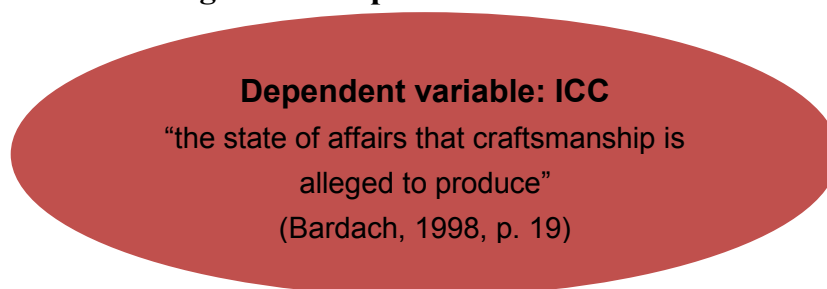 Dependent variable: ICC
“the state of affairs that craftsmanship is
alleged to produce”
(Bardach, 1998, p. 19)